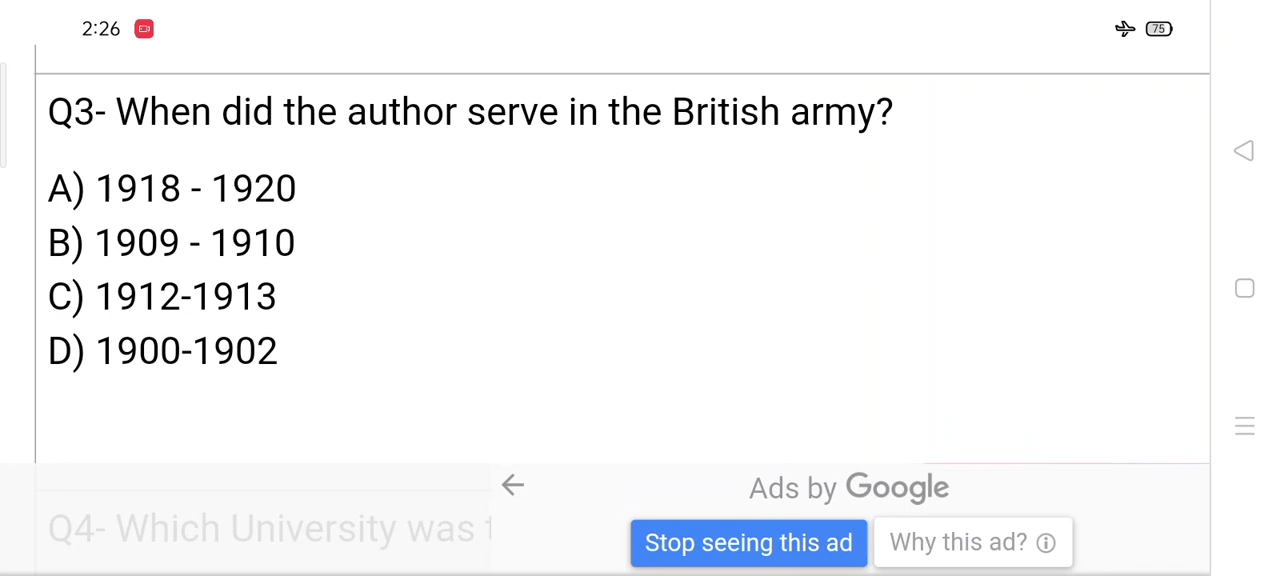 2:26
75
Q3- When did the author serve in the British army?
A) 1918 - 1920
B) 1909 - 1910
C) 1912-1913
D) 1900-1902
Ads by Google
Q4- Which University was
Stop seeing this ad
Why this ad?